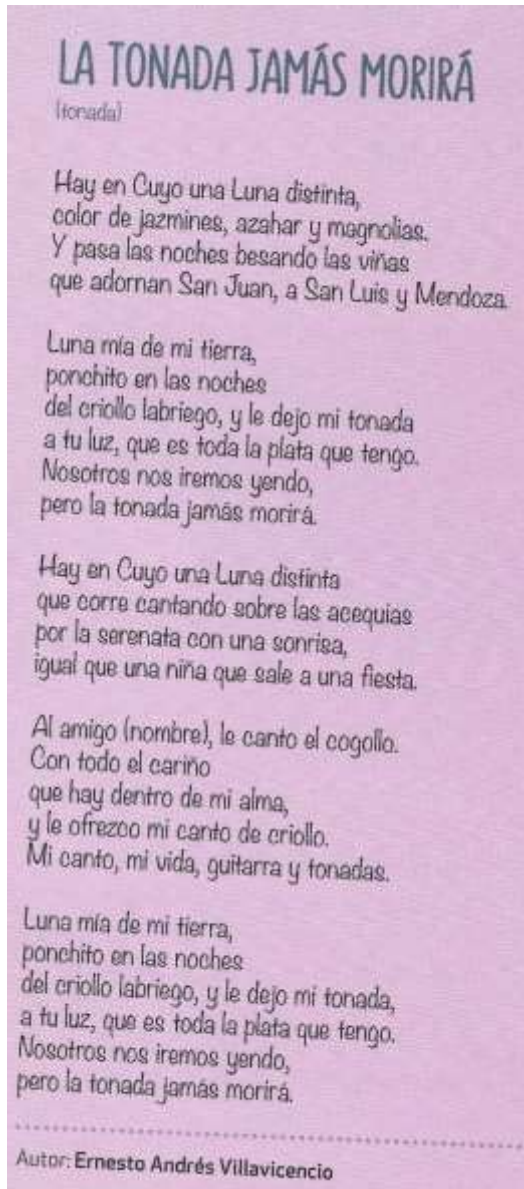 LA TONADA JAMÁS MORIRÁ
(tonada)
Hay en Cuyo una Luna distinta,
color de jazmines, azahar y magnolias.
Y pasa las noches besando las viñas
que adornan San Juan, a San Luis y Mendoza.
Luna mía de mi tierra,
ponchito en las noches
del criollo labriego, y le dejo mi tonada
a tu luz, que es toda la plata que tengo.
Nosotros nos iremos yendo,
pero la tonada jamás morirá.
Hay en Cuyo una Luna distinta
que corre cantando sobre las acequias
por la serenata con una sonrisa,
igual que una niña que sale a una fiesta.
Al amigo (nombre), le canto el cogollo.
Con todo el cariño
que hay dentro de mi alma,
y le ofrezco mi canto de criollo.
Mi canto, mi vida, guitarra y tonadas.
Luna mía de mi tierra,
ponchito en las noches
del criollo labriego, y le dejo mi tonada,
a tu luz, que es toda la plata que tengo.
Nosotros nos iremos yendo,
pero la tonada jamás morirá.
Autor: Ernesto Andrés Villavicencio